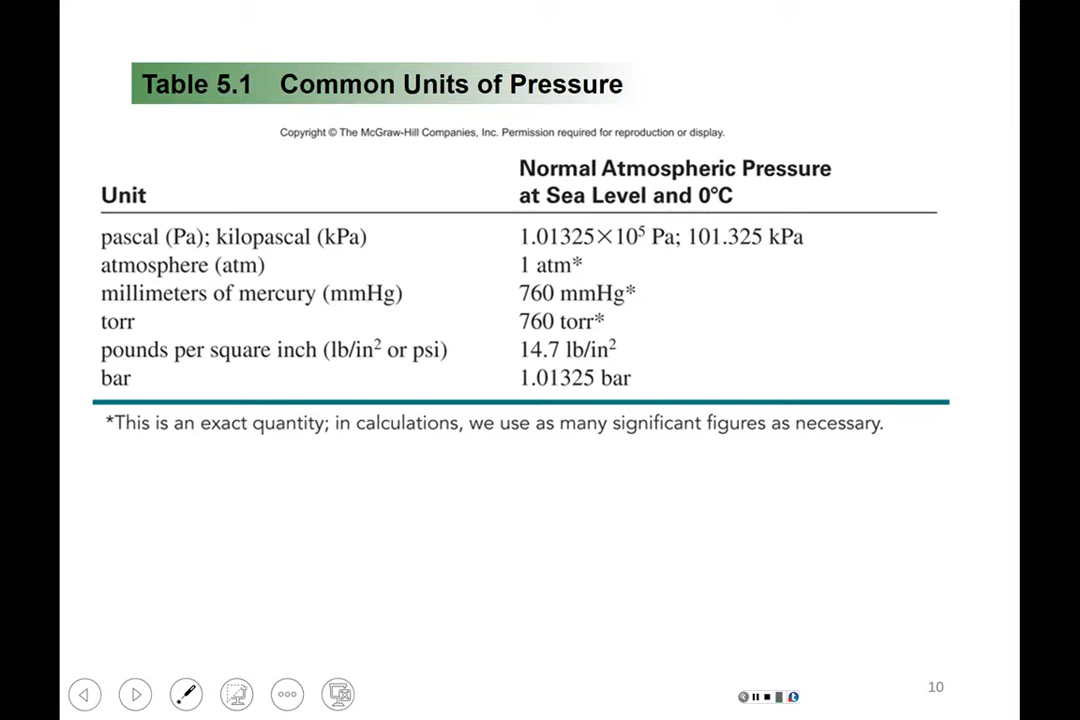 Table 5.1 Common Units of Pressure
Copyright © The McGraw-Hill Companies, Inc. Permission required for reproduction or display.
Normal Atmospheric Pressure
Unit at Sea Level and 0°C
pascal (Pa); kilopascal (kPa) 1.01325×10⁵ Pa; 101.325 kPa
atmosphere (atm) 1 atm*
millimeters of mercury (mmHg) 760 mmHg*
torr 760 torr*
pounds per square inch (lb/in² or psi) 14.7 lb/in²
bar 1.01325 bar
*This is an exact quantity; in calculations, we use as many significant figures as necessary.
10